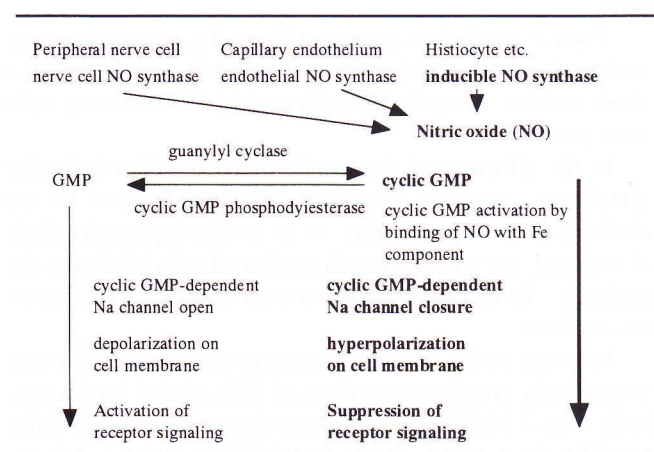 Peripheral nerve cell
nerve cell NO synthase
Capillary endothelium
endothelial NO synthase
Histiocyte etc.
inducible NO synthase
Nitric oxide (NO)
guanylyl cyclase
GMP
cyclic GMP
cyclic GMP phosphodyiesterase
cyclic GMP activation by
binding of NO with Fe
component
cyclic GMP-dependent
Na channel open
cyclic GMP-dependent
Na channel closure
depolarization on
cell membrane
hyperpolarization
on cell membrane
Activation of
receptor signaling
Suppression of
receptor signaling